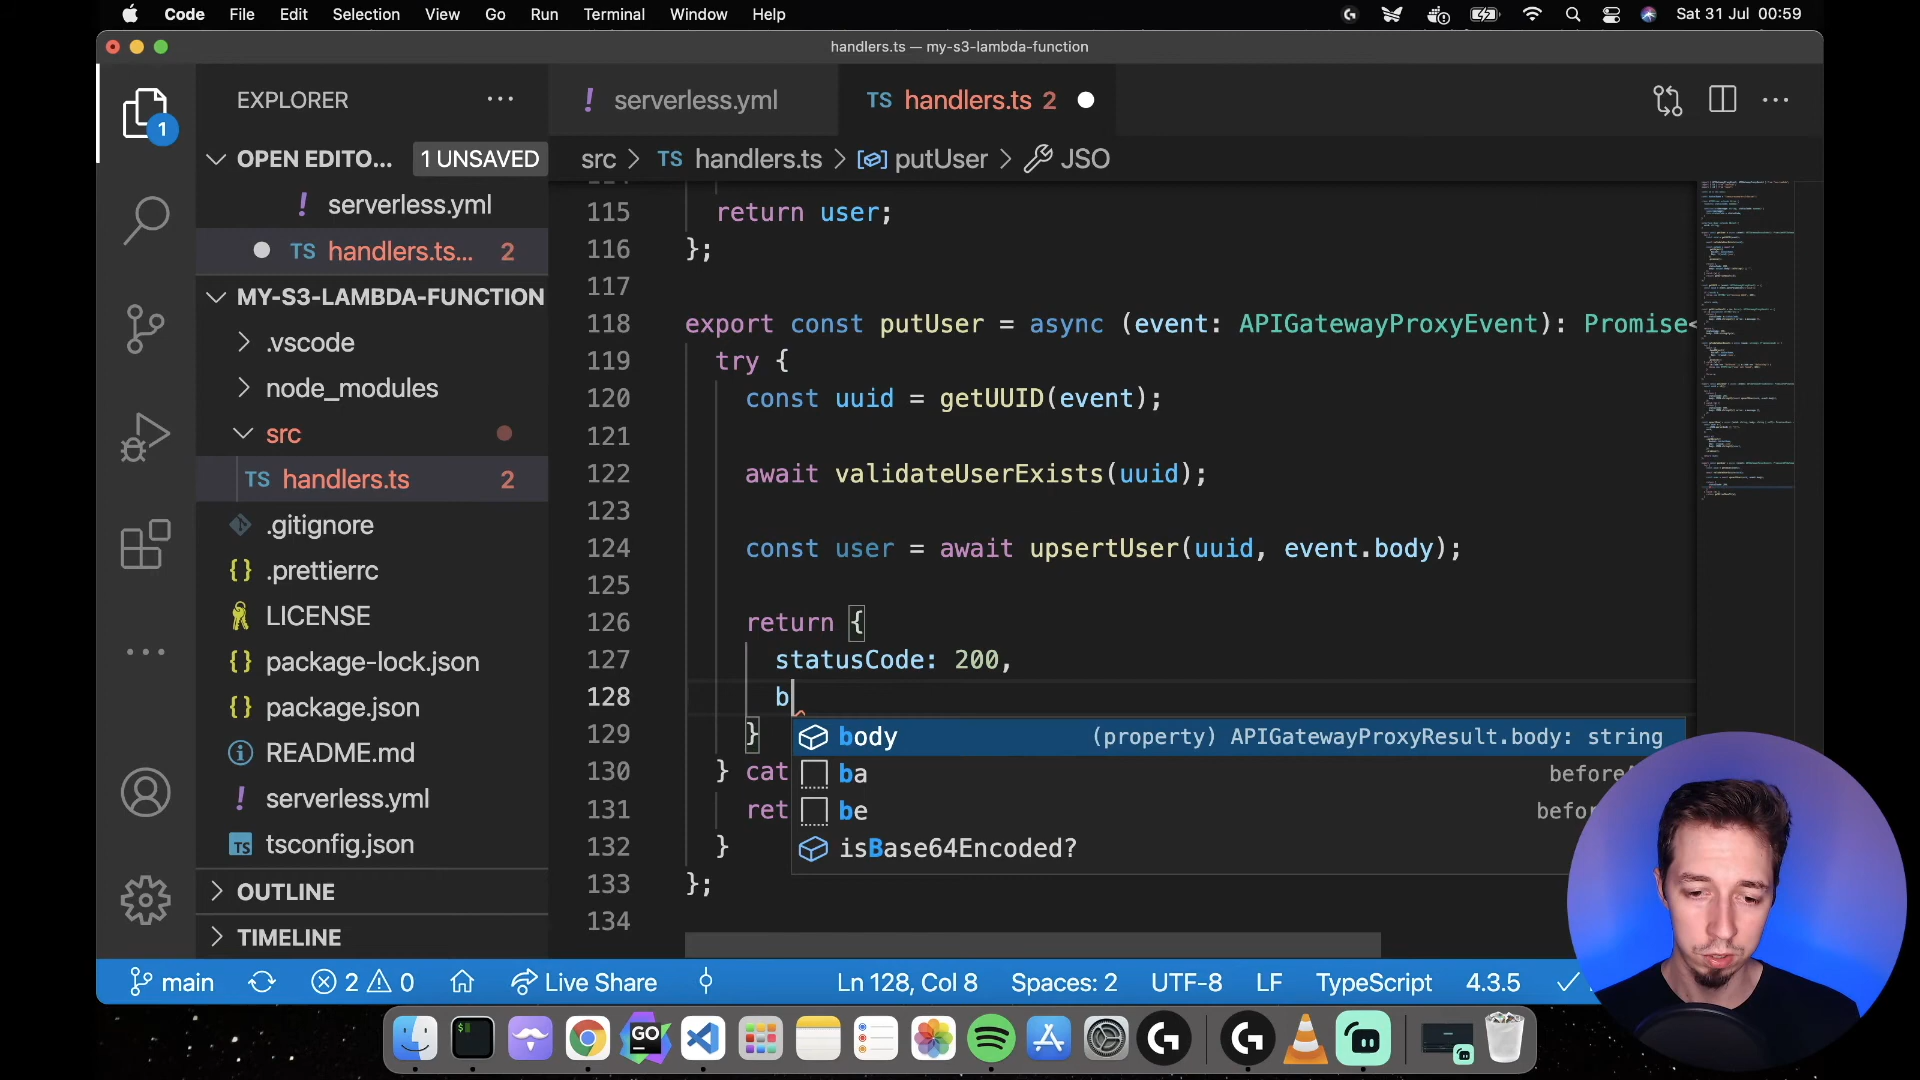 Code File Edit Selection View Go Run Terminal Window Help Sat 31 Jul 00:59
handlers.ts — my-s3-lambda-function
EXPLORER
serverless.yml
TS handlers.ts 2
1
OPEN EDITO... 1 UNSAVED
src > TS handlers.ts > putUser > JSO
serverless.yml
TS handlers.ts... 2
MY-S3-LAMBDA-FUNCTION
.vscode
node_modules
src
TS handlers.ts 2
.gitignore
.prettierrc
LICENSE
package-lock.json
package.json
README.md
serverless.yml
TS tsconfig.json
OUTLINE
TIMELINE
115 return user;
116 };
117
118 export const putUser = async (event: APIGatewayProxyEvent): Promise<
119 try {
120 const uuid = getUUID(event);
121
122 await validateUserExists(uuid);
123
124 const user = await upsertUser(uuid, event.body);
125
126 return {
127 statusCode: 200,
128 b
129 }
130 } cat
131 ret
132 }
133 };
134
body (property) APIGatewayProxyResult.body: string
ba
be
isBase64Encoded?
main 2 0 Live Share Ln 128, Col 8 Spaces: 2 UTF-8 LF TypeScript 4.3.5
GO